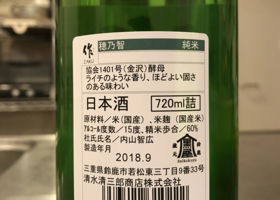 作 穂乃智 純米
ZAKU
協会1401号(金沢)酵母
ライチのような香り、ほどよい固さ
のある味わい
日本酒 720ml詰
原材料名/米(国産)、米麹(国産米)
アルコール度数/15度、精米歩合/60%
杜氏氏名/内山智広
製造年月
2018.9
三重県鈴鹿市若松東三丁目9番33号
清水清三郎商店株式会社